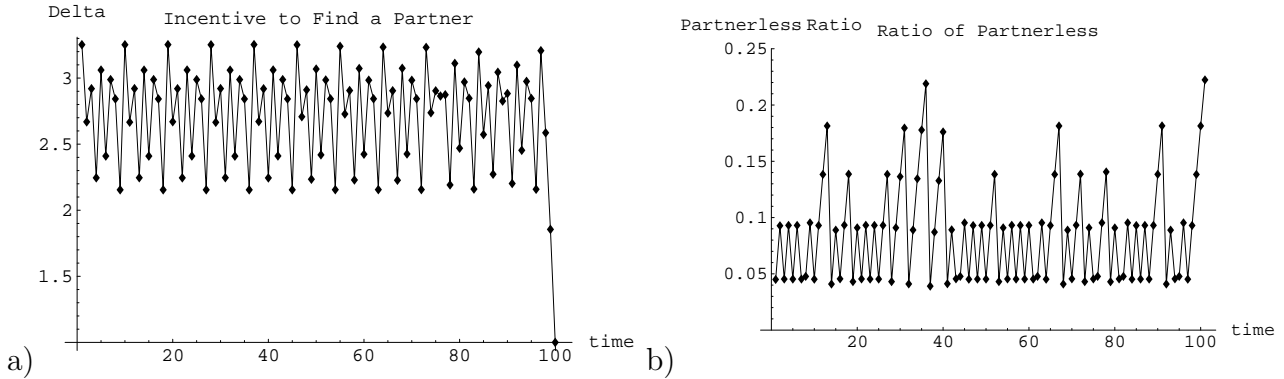 Delta
Incentive to Find a Partner
3
2.5
2
1.5
20 40 60 80 100
time
a)
Partnerless Ratio
Ratio of Partnerless
0.25
0.2
0.15
0.1
0.05
20 40 60 80 100
time
b)